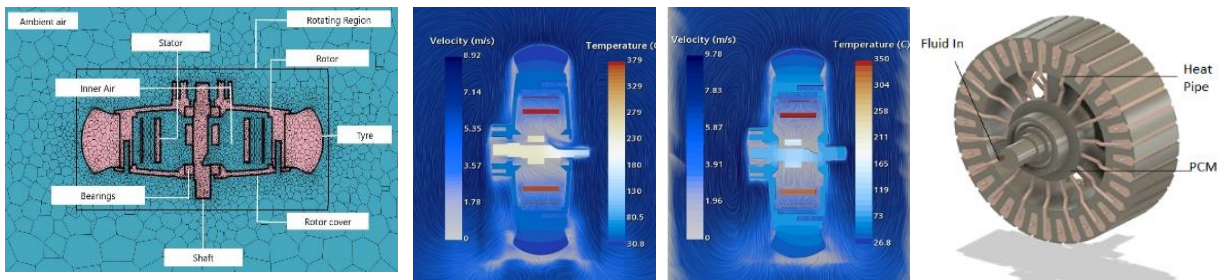 Ambient air
Rotating Region
Stator
Rotor
Inner Air
Tyre
Bearings
Rotor cover
Shaft
Velocity (m/s)
8.92
7.14
5.35
3.57
1.78
0
Temperature (
379
329
279
230
180
130
80.5
30.8
Velocity (m/s)
9.78
7.83
5.87
3.91
1.96
0
Temperature (C)
350
304
258
211
165
119
73
26.8
Fluid In
Heat
Pipe
PCM